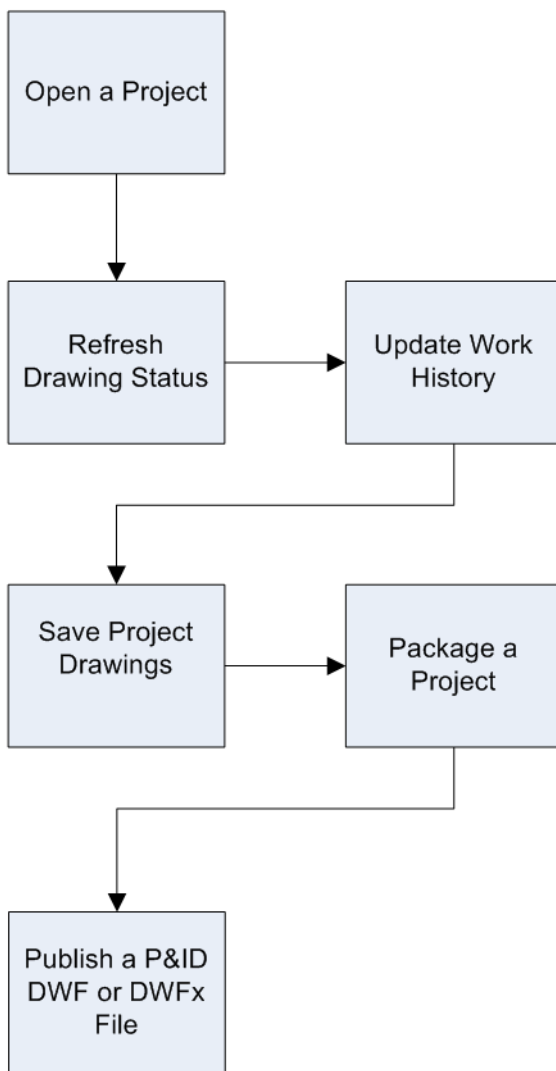 Open a Project
Refresh
Drawing Status
Update Work
History
Save Project
Drawings
Package a
Project
Publish a P&ID
DWF or DWFx
File